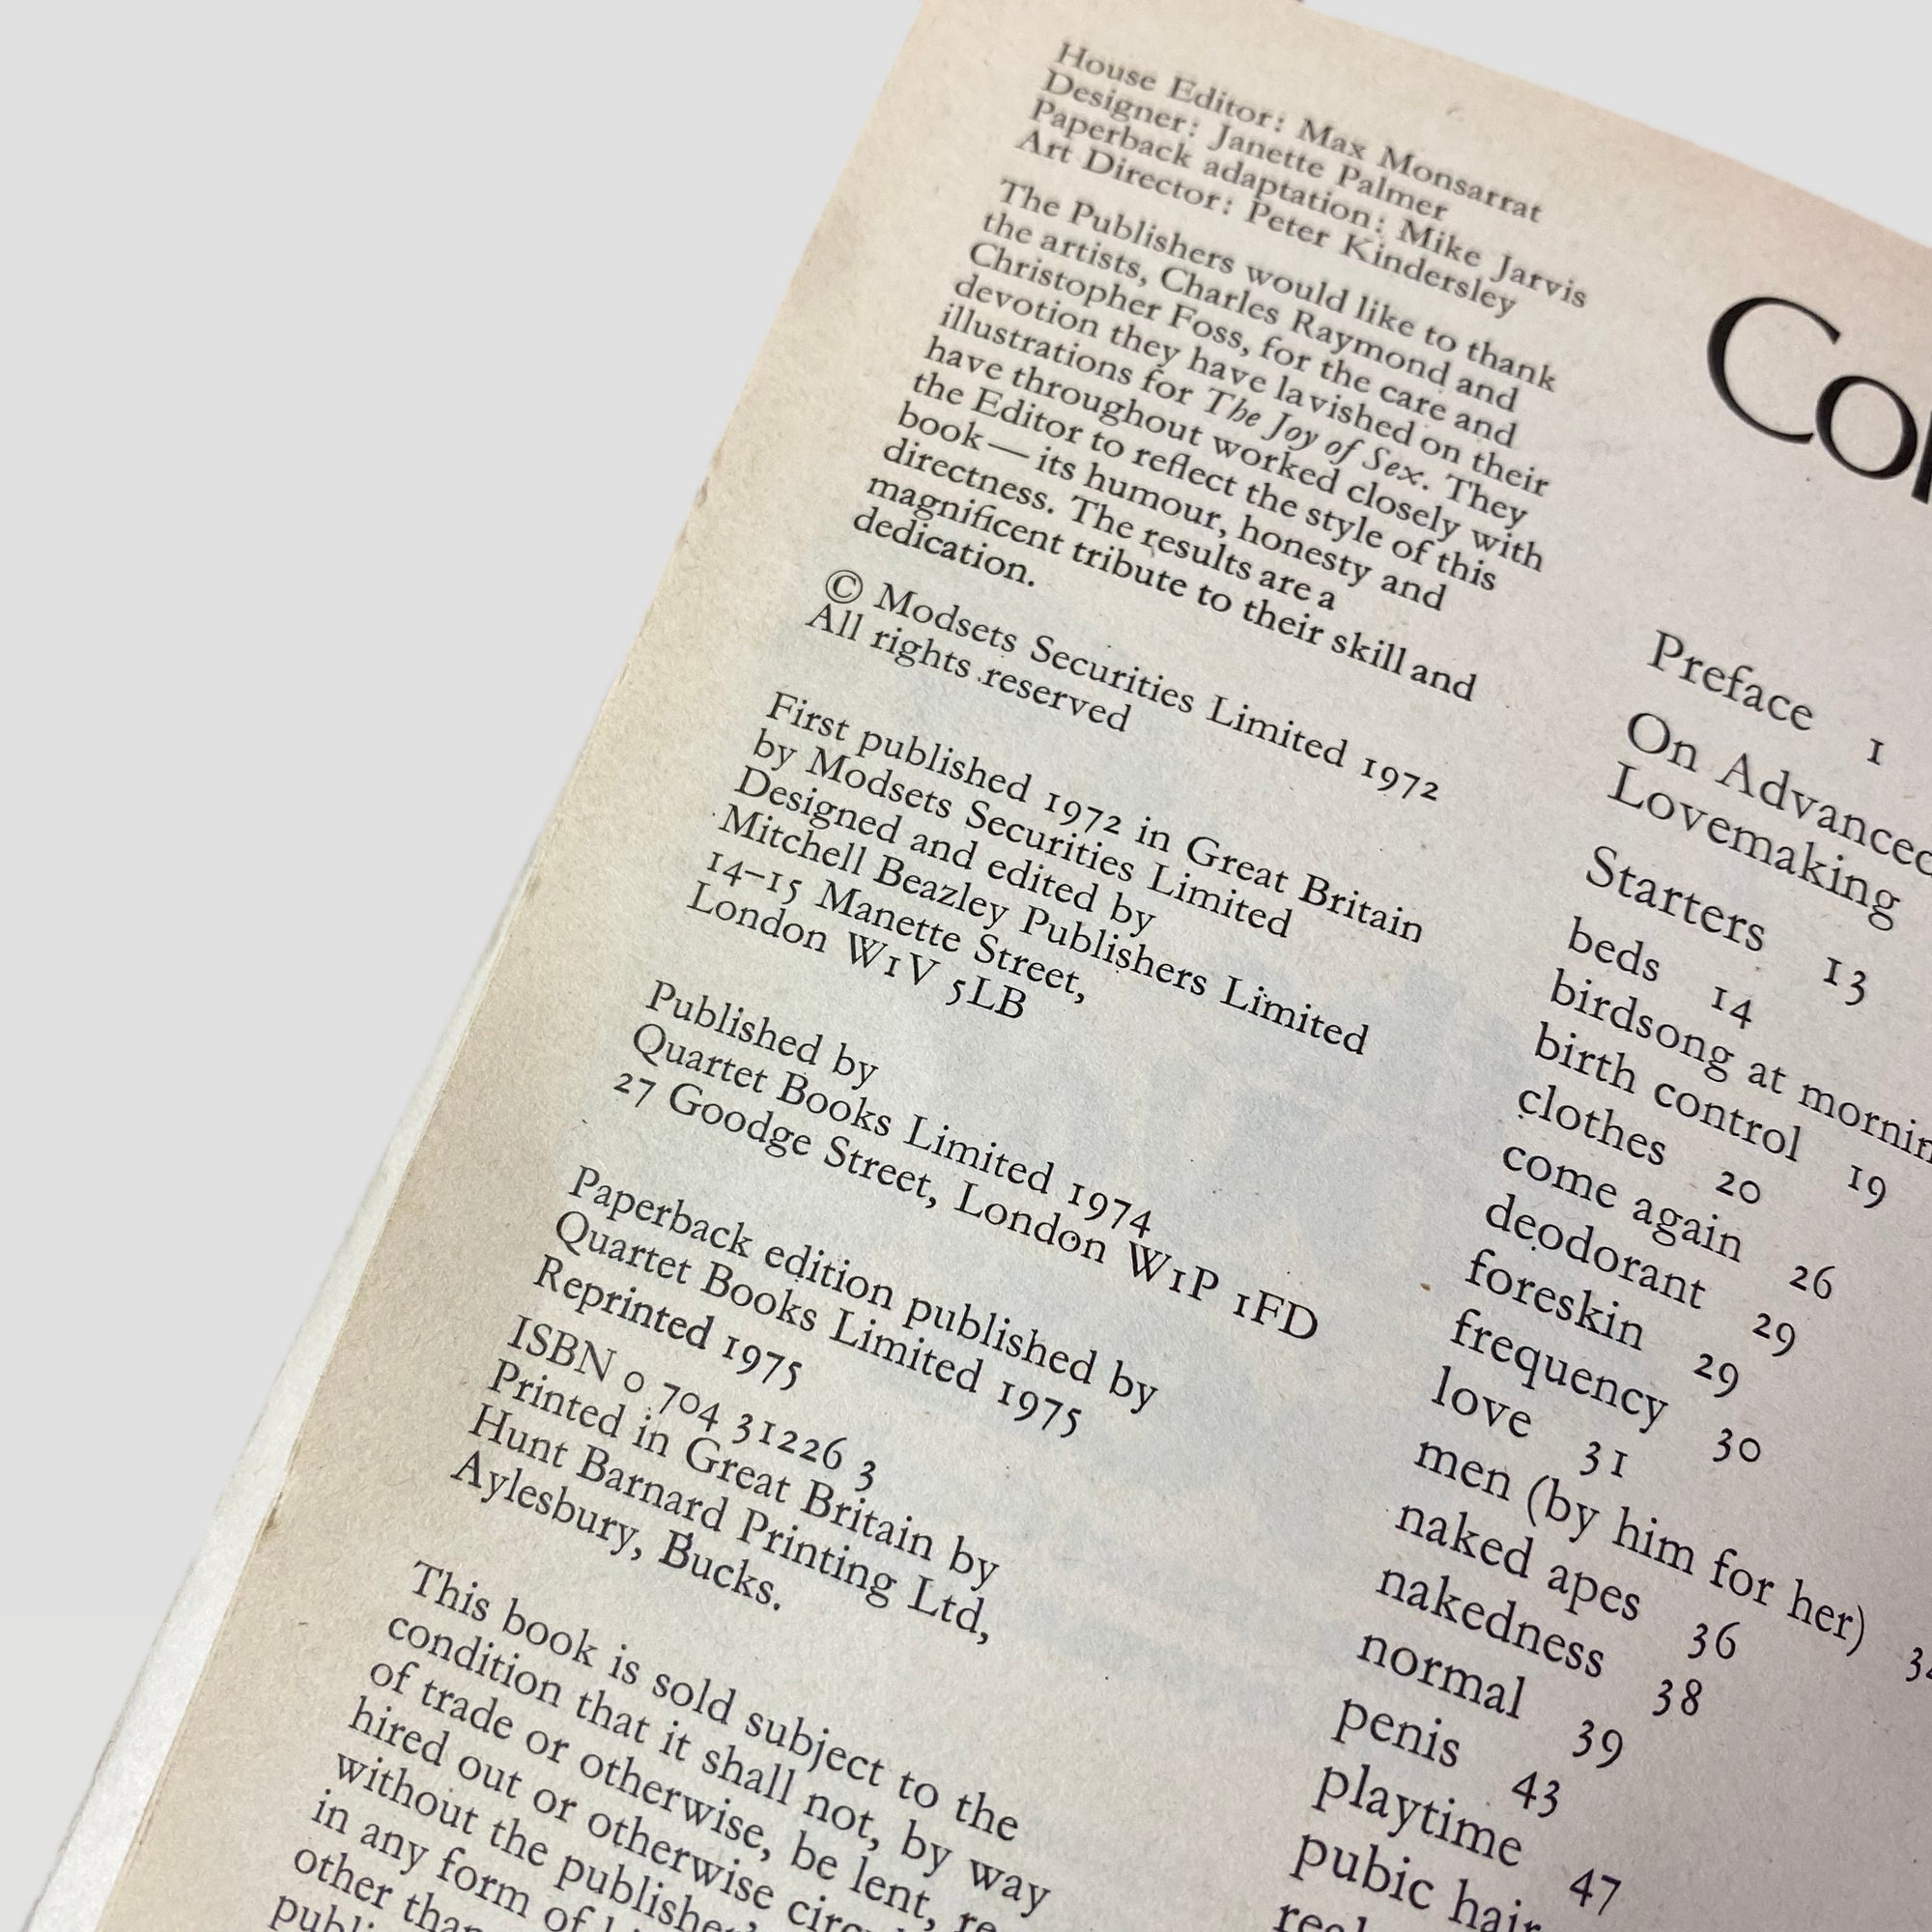 House Editor: Max Monsarrat
Designer: Janette Palmer
Paperback adaptation: Mike Jarvis
Art Director: Peter Kindersley
The Publishers would like to thank
the artists, Charles Raymond and
Christopher Foss, for the care and
devotion they have lavished on their
illustrations for The Joy of Sex. They
have throughout worked closely with
the Editor to reflect the style of this
book—its humour, honesty and
directness. The results are a
magnificent tribute to their skill and
dedication.
© Modsets Securities Limited 1972
All rights reserved
First published 1972 in Great Britain
by Modsets Securities Limited
Designed and edited by
Mitchell Beazley Publishers Limited
14–15 Manette Street,
London W1V 5LB
Published by
Quartet Books Limited 1974
27 Goodge Street, London W1P 1FD
Paperback edition published by
Quartet Books Limited 1975
Reprinted 1975
ISBN 0 704 31226 3
Printed in Great Britain by
Hunt Barnard Printing Ltd,
Aylesbury, Bucks.
This book is sold subject to the
condition that it shall not, by way
of trade or otherwise, be lent, re
hired out or otherwise circu
without the publisher'
in any form of
other than
publi
Co
Preface 1
On Advanced
Lovemaking
Starters 13
beds 14
birdsong at mornin
birth control 19
clothes 20
come again 26
deodorant 29
foreskin 29
frequency 30
love 31
men (by him for her) 34
naked apes 36
nakedness 38
normal 39
penis 43
playtime 47
pubic hair